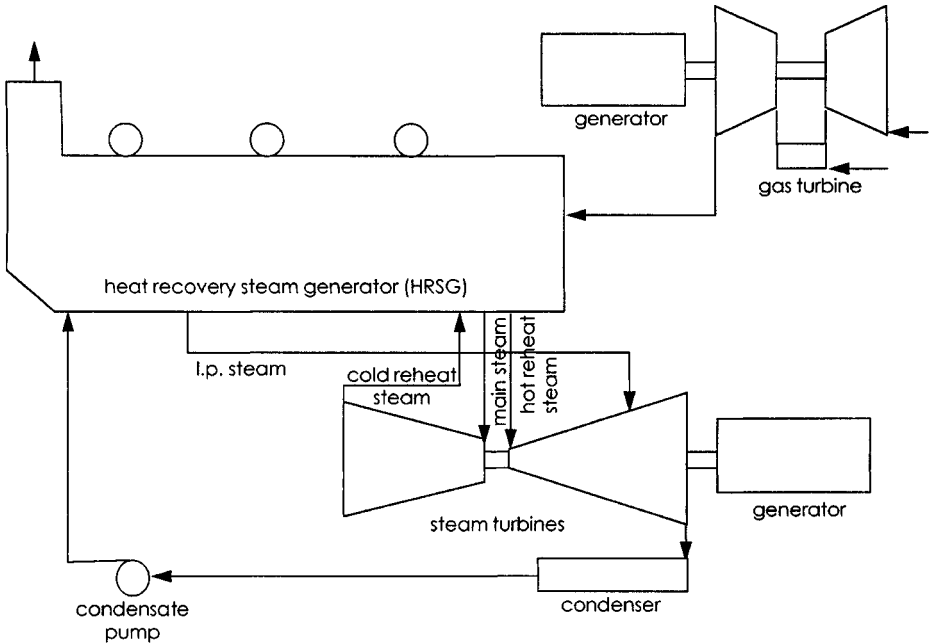 generator
gas turbine
heat recovery steam generator (HRSG)
l.p. steam
cold reheat
steam
main steam
hot reheat
steam
steam turbines
generator
condenser
condensate
pump